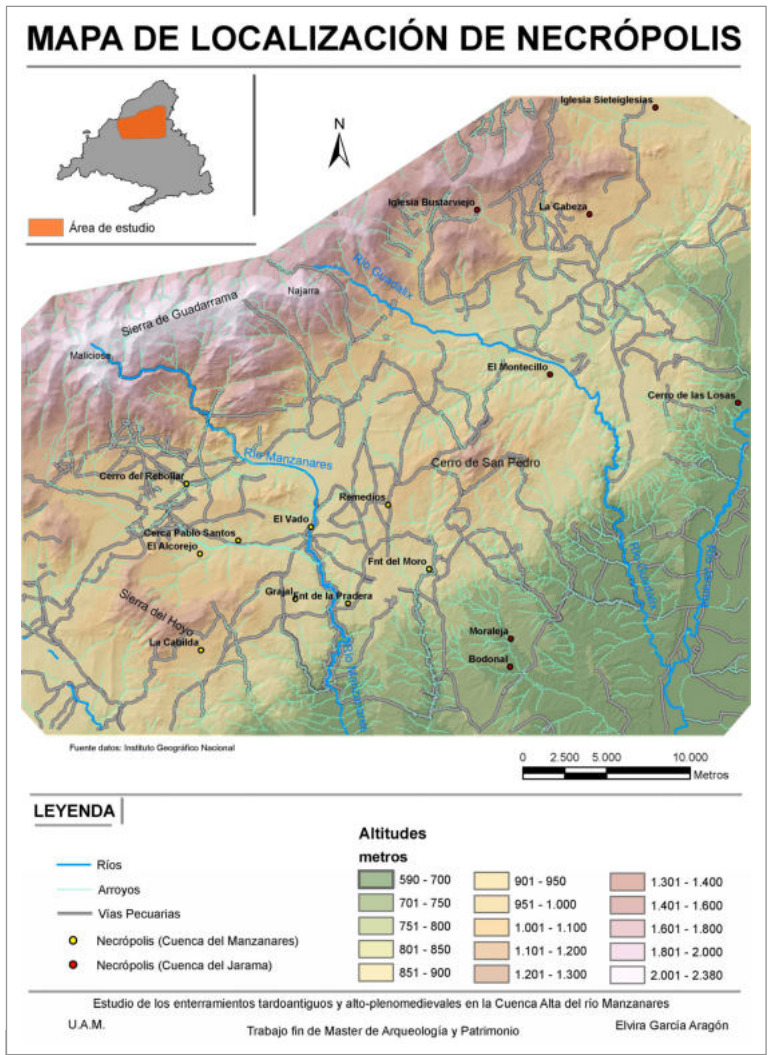 MAPA DE LOCALIZACIÓN DE NECRÓPOLIS
N
Área de estudio
Iglesia Sieteiglesias
Iglesia Bustarviejo
La Cabeza
Río Guadalix
Najarra
Sierra de Guadarrama
Maliciosa
El Montecillo
Cerro de las Losas
Río Manzanares
Cerro de San Pedro
Cerro del Rebollar
Remedios
El Vado
Cerca Pablo Santos
El Alcorejo
Fnt del Moro
Río Guadalix
Río Jarama
Grajal
Fnt de la Pradera
Sierra del Hoyo
Moraleja
La Cabilda
Río Manzanares
Bodonal
Fuente datos: Instituto Geográfico Nacional
0 2.500 5.000 10.000
Metros
LEYENDA
Ríos
Arroyos
Vías Pecuarias
Necrópolis (Cuenca del Manzanares)
Necrópolis (Cuenca del Jarama)
Altitudes
metros
590 - 700
701 - 750
751 - 800
801 - 850
851 - 900
901 - 950
951 - 1.000
1.001 - 1.100
1.101 - 1.200
1.201 - 1.300
1.301 - 1.400
1.401 - 1.600
1.601 - 1.800
1.801 - 2.000
2.001 - 2.380
Estudio de los enterramientos tardoantiguos y alto-plenomedievales en la Cuenca Alta del río Manzanares
U.A.M.
Trabajo fin de Master de Arqueología y Patrimonio
Elvira García Aragón